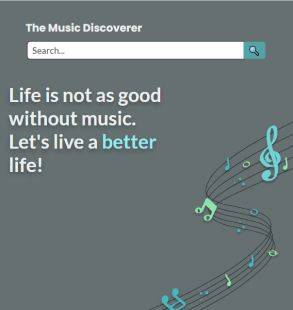 The Music Discoverer
Search...
Life is not as good
without music.
Let's live a better
life!